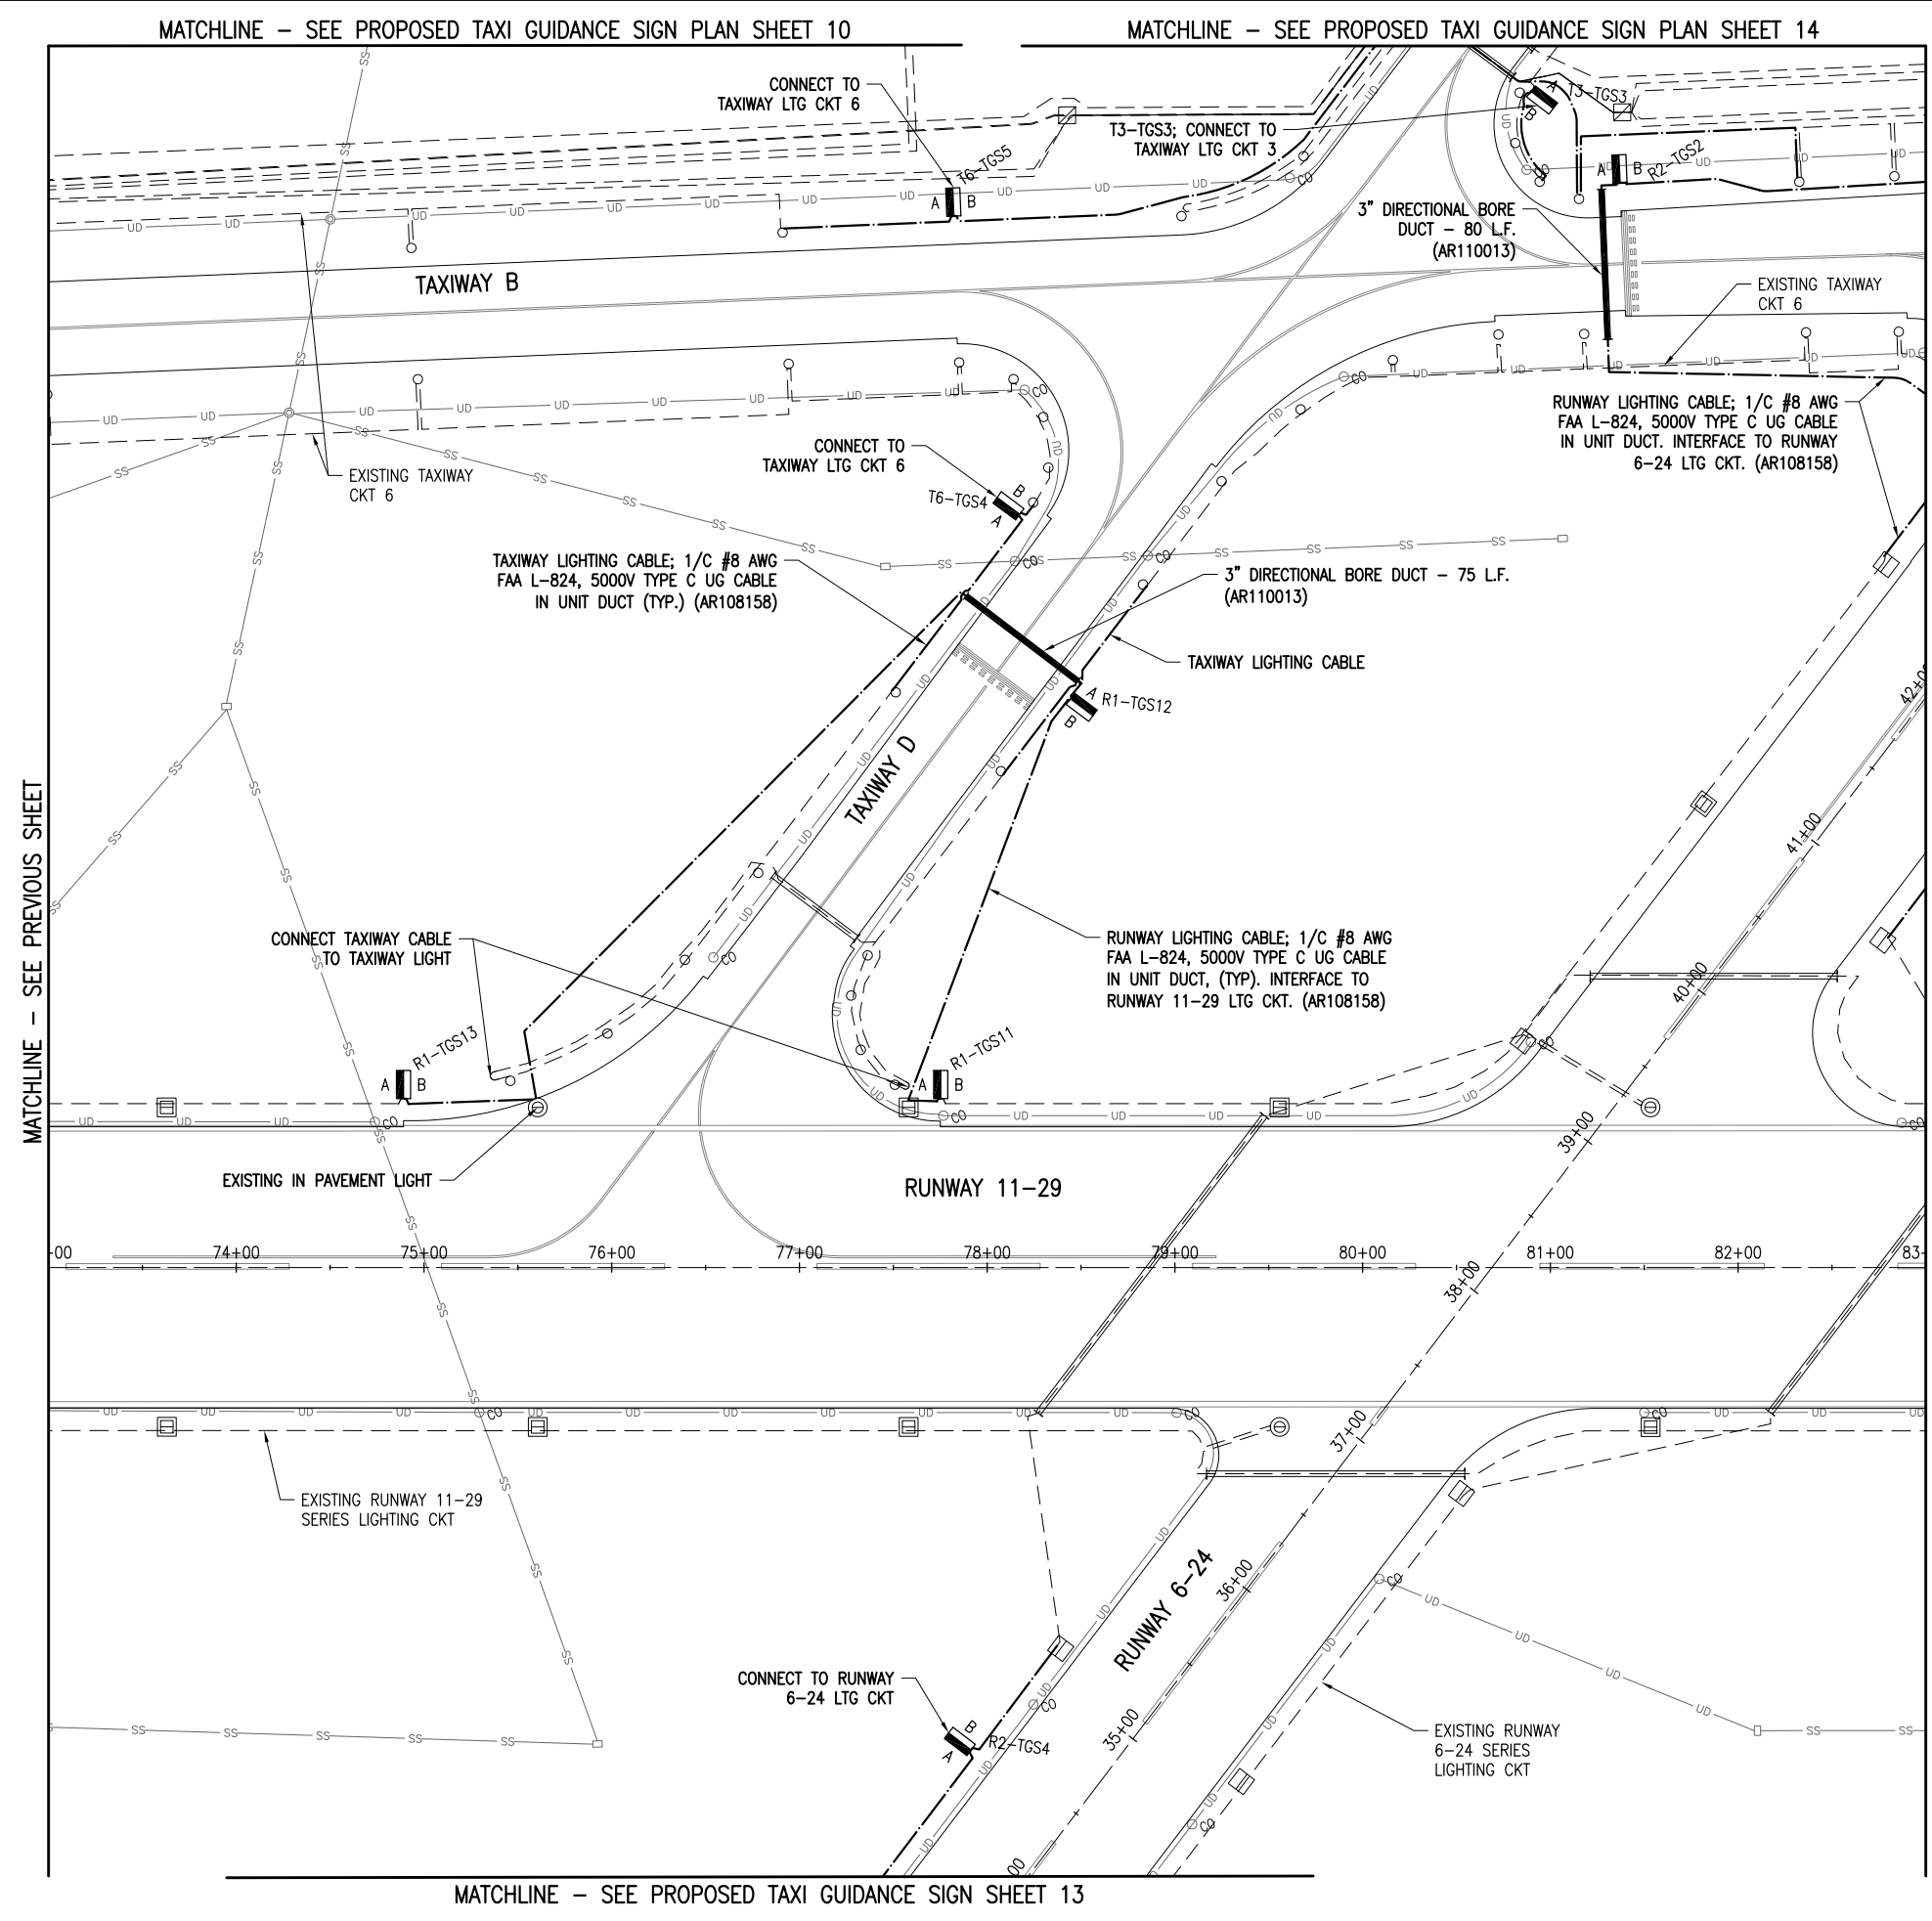 MATCHLINE – SEE PROPOSED TAXI GUIDANCE SIGN PLAN SHEET 10
MATCHLINE – SEE PROPOSED TAXI GUIDANCE SIGN PLAN SHEET 14
CONNECT TO
TAXIWAY LTG CKT 6
T3–TGS3; CONNECT TO
TAXIWAY LTG CKT 3
T3–TGS3
A
B
T6–TGS5
A
B
R2–TGS2
A
B
3" DIRECTIONAL BORE
DUCT – 80 L.F.
(AR110013)
TAXIWAY B
EXISTING TAXIWAY
CKT 6
RUNWAY LIGHTING CABLE; 1/C #8 AWG
FAA L–824, 5000V TYPE C UG CABLE
IN UNIT DUCT. INTERFACE TO RUNWAY
6–24 LTG CKT. (AR108158)
CONNECT TO
TAXIWAY LTG CKT 6
EXISTING TAXIWAY
CKT 6
T6–TGS4
B
A
TAXIWAY LIGHTING CABLE; 1/C #8 AWG
FAA L–824, 5000V TYPE C UG CABLE
IN UNIT DUCT (TYP.) (AR108158)
3" DIRECTIONAL BORE DUCT – 75 L.F.
(AR110013)
TAXIWAY LIGHTING CABLE
R1–TGS12
A
B
TAXIWAY D
MATCHLINE – SEE PREVIOUS SHEET
CONNECT TAXIWAY CABLE
TO TAXIWAY LIGHT
RUNWAY LIGHTING CABLE; 1/C #8 AWG
FAA L–824, 5000V TYPE C UG CABLE
IN UNIT DUCT, (TYP). INTERFACE TO
RUNWAY 11–29 LTG CKT. (AR108158)
R1–TGS13
A
B
R1–TGS11
A
B
EXISTING IN PAVEMENT LIGHT
RUNWAY 11–29
00
74+00
75+00
76+00
77+00
78+00
79+00
80+00
81+00
82+00
83
41+00
40+00
39+00
38+00
37+00
36+00
35+00
00
EXISTING RUNWAY 11–29
SERIES LIGHTING CKT
RUNWAY 6–24
CONNECT TO RUNWAY
6–24 LTG CKT
R2–TGS4
B
A
EXISTING RUNWAY
6–24 SERIES
LIGHTING CKT
UD
SS
CO
MATCHLINE – SEE PROPOSED TAXI GUIDANCE SIGN SHEET 13